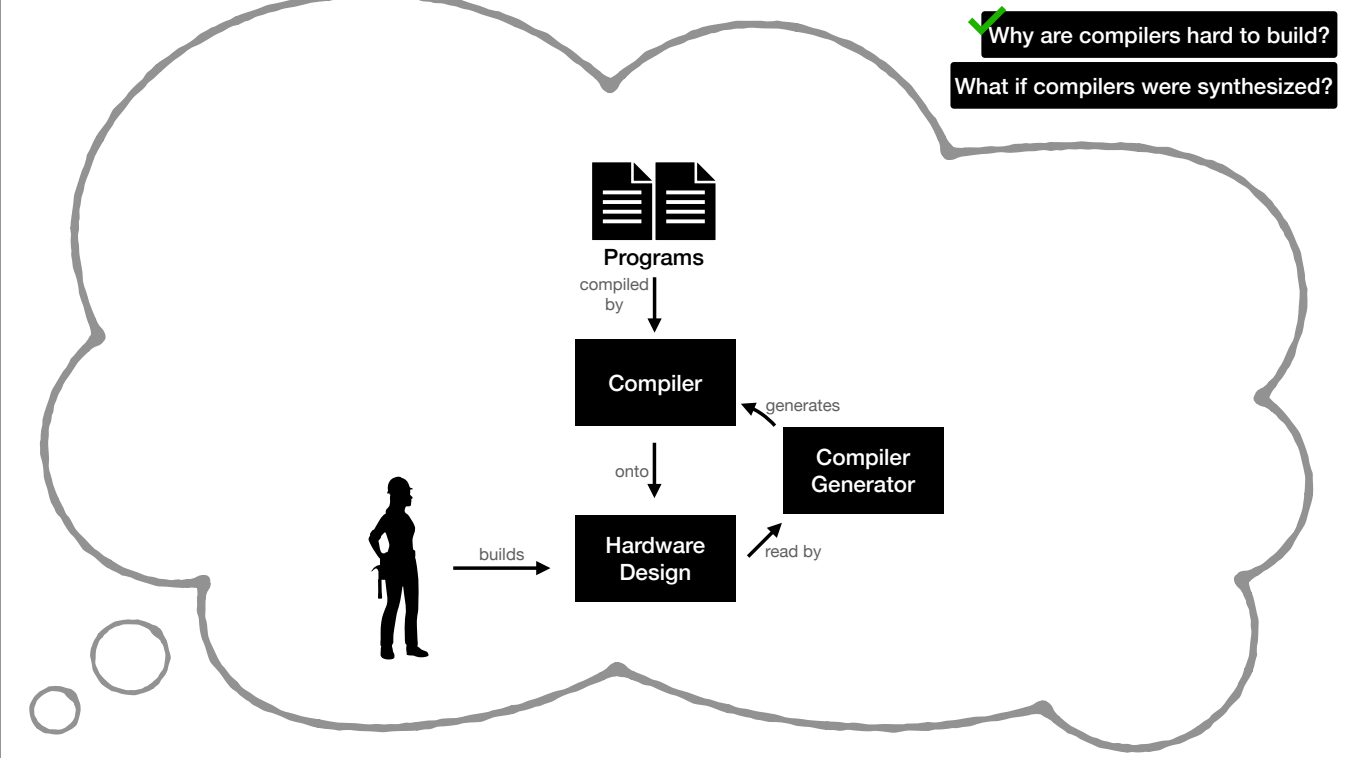 Why are compilers hard to build?
What if compilers were synthesized?
Programs
compiled
by
Compiler
generates
Compiler
Generator
onto
Hardware
Design
builds
read by